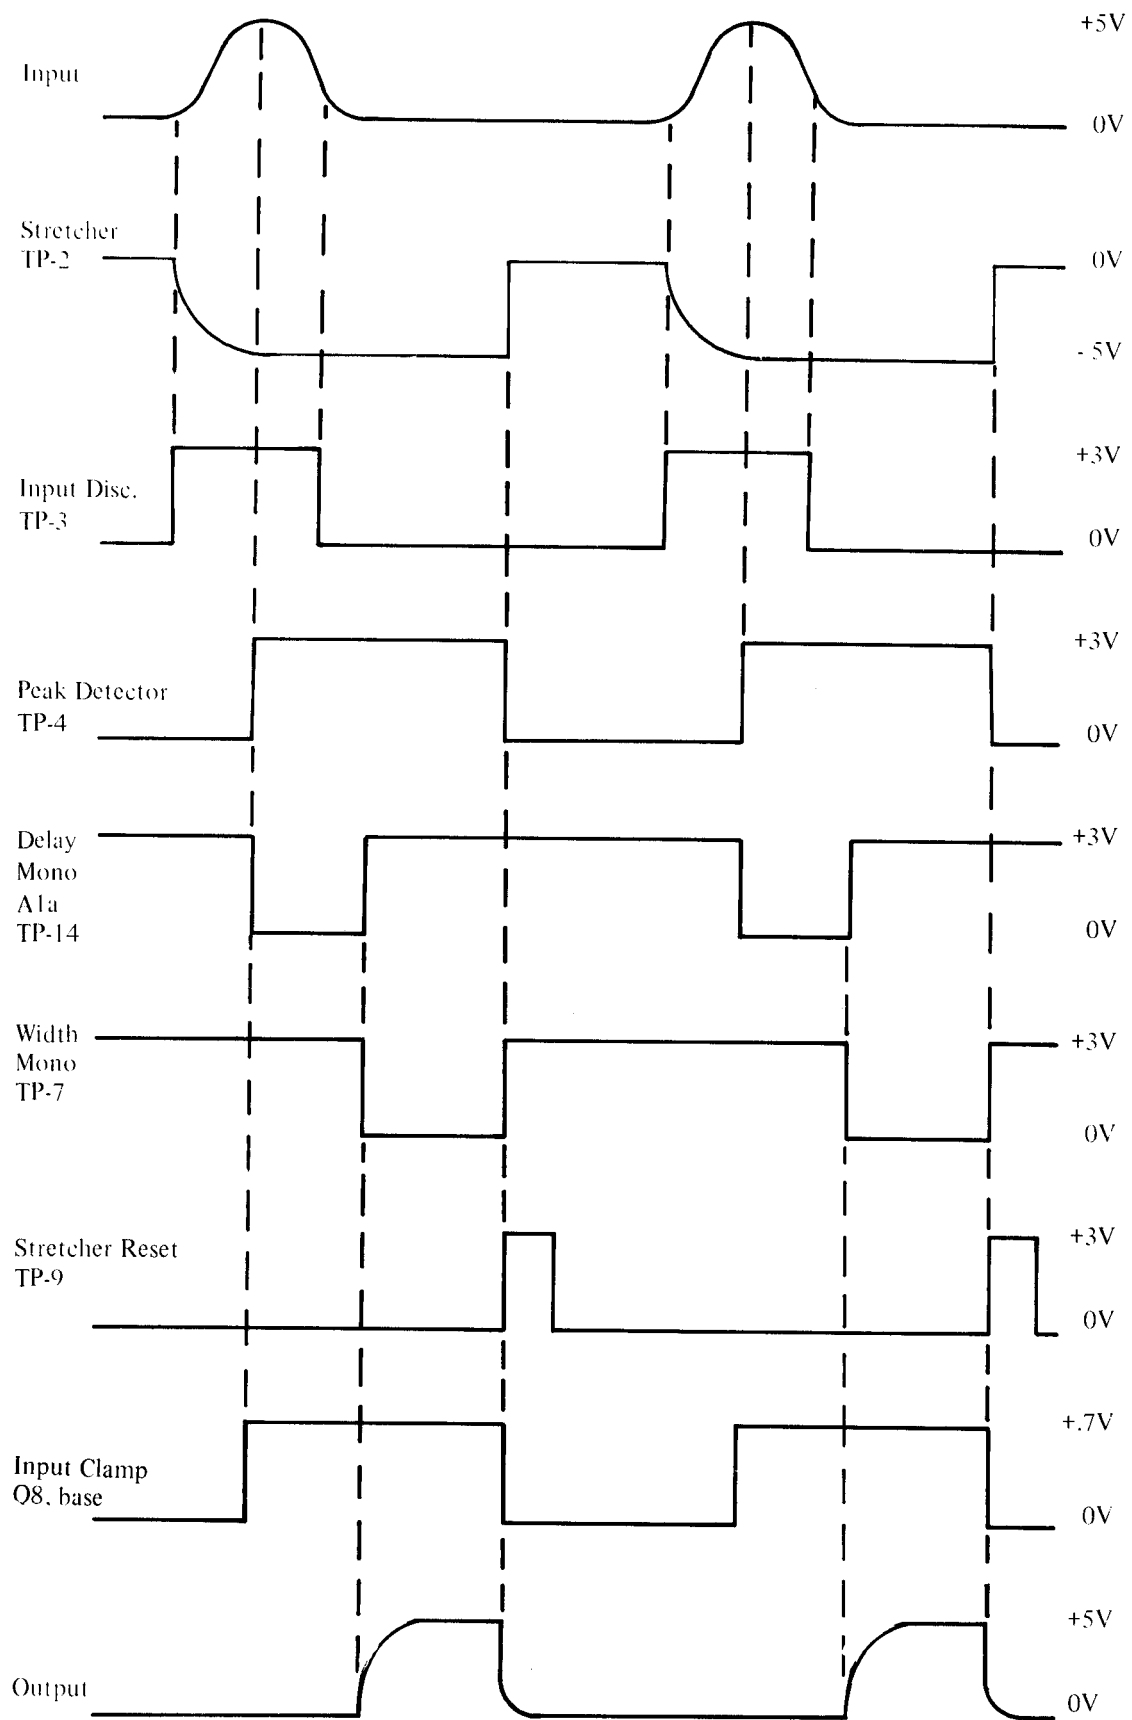 +5V
Input
0V
Stretcher
TP-2
0V
- 5V
+3V
Input Disc.
TP-3
0V
+3V
Peak Detector
TP-4
0V
Delay
Mono
A1a
TP-14
+3V
0V
Width
Mono
TP-7
+3V
0V
+3V
Stretcher Reset
TP-9
0V
+.7V
Input Clamp
Q8, base
0V
+5V
Output
0V